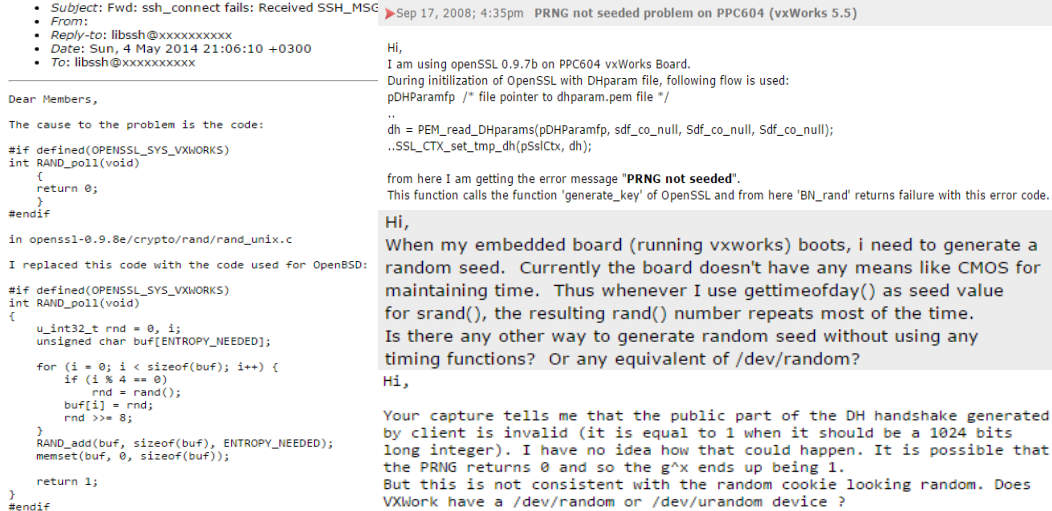 • Subject: Fwd: ssh_connect fails: Received SSH_MSG
• From:
• Reply-to: libssh@xxxxxxxxxx
• Date: Sun, 4 May 2014 21:06:10 +0300
• To: libssh@xxxxxxxxxx
Dear Members,
The cause to the problem is the code:
#if defined(OPENSSL_SYS_VXWORKS)
int RAND_poll(void)
{
return 0;
}
#endif
in openssl-0.9.8e/crypto/rand/rand_unix.c
I replaced this code with the code used for OpenBSD:
#if defined(OPENSSL_SYS_VXWORKS)
int RAND_poll(void)
{
u_int32_t rnd = 0, i;
unsigned char buf[ENTROPY_NEEDED];
for (i = 0; i < sizeof(buf); i++) {
if (i % 4 == 0)
rnd = rand();
buf[i] = rnd;
rnd >>= 8;
}
RAND_add(buf, sizeof(buf), ENTROPY_NEEDED);
memset(buf, 0, sizeof(buf));
return 1;
}
#endif
Sep 17, 2008; 4:35pm PRNG not seeded problem on PPC604 (vxWorks 5.5)
Hi,
I am using openSSL 0.9.7b on PPC604 vxWorks Board.
During initilization of OpenSSL with DHparam file, following flow is used:
pDHParamfp /* file pointer to dhparam.pem file */
..
dh = PEM_read_DHparams(pDHParamfp, sdf_co_null, Sdf_co_null, Sdf_co_null);
..SSL_CTX_set_tmp_dh(pSslCtx, dh);
from here I am getting the error message "PRNG not seeded".
This function calls the function 'generate_key' of OpenSSL and from here 'BN_rand' returns failure with this error code.
Hi,
When my embedded board (running vxworks) boots, i need to generate a
random seed. Currently the board doesn't have any means like CMOS for
maintaining time. Thus whenever I use gettimeofday() as seed value
for srand(), the resulting rand() number repeats most of the time.
Is there any other way to generate random seed without using any
timing functions? Or any equivalent of /dev/random?
Hi,
Your capture tells me that the public part of the DH handshake generated
by client is invalid (it is equal to 1 when it should be a 1024 bits
long integer). I have no idea how that could happen. It is possible that
the PRNG returns 0 and so the g^x ends up being 1.
But this is not consistent with the random cookie looking random. Does
VXWork have a /dev/random or /dev/urandom device ?